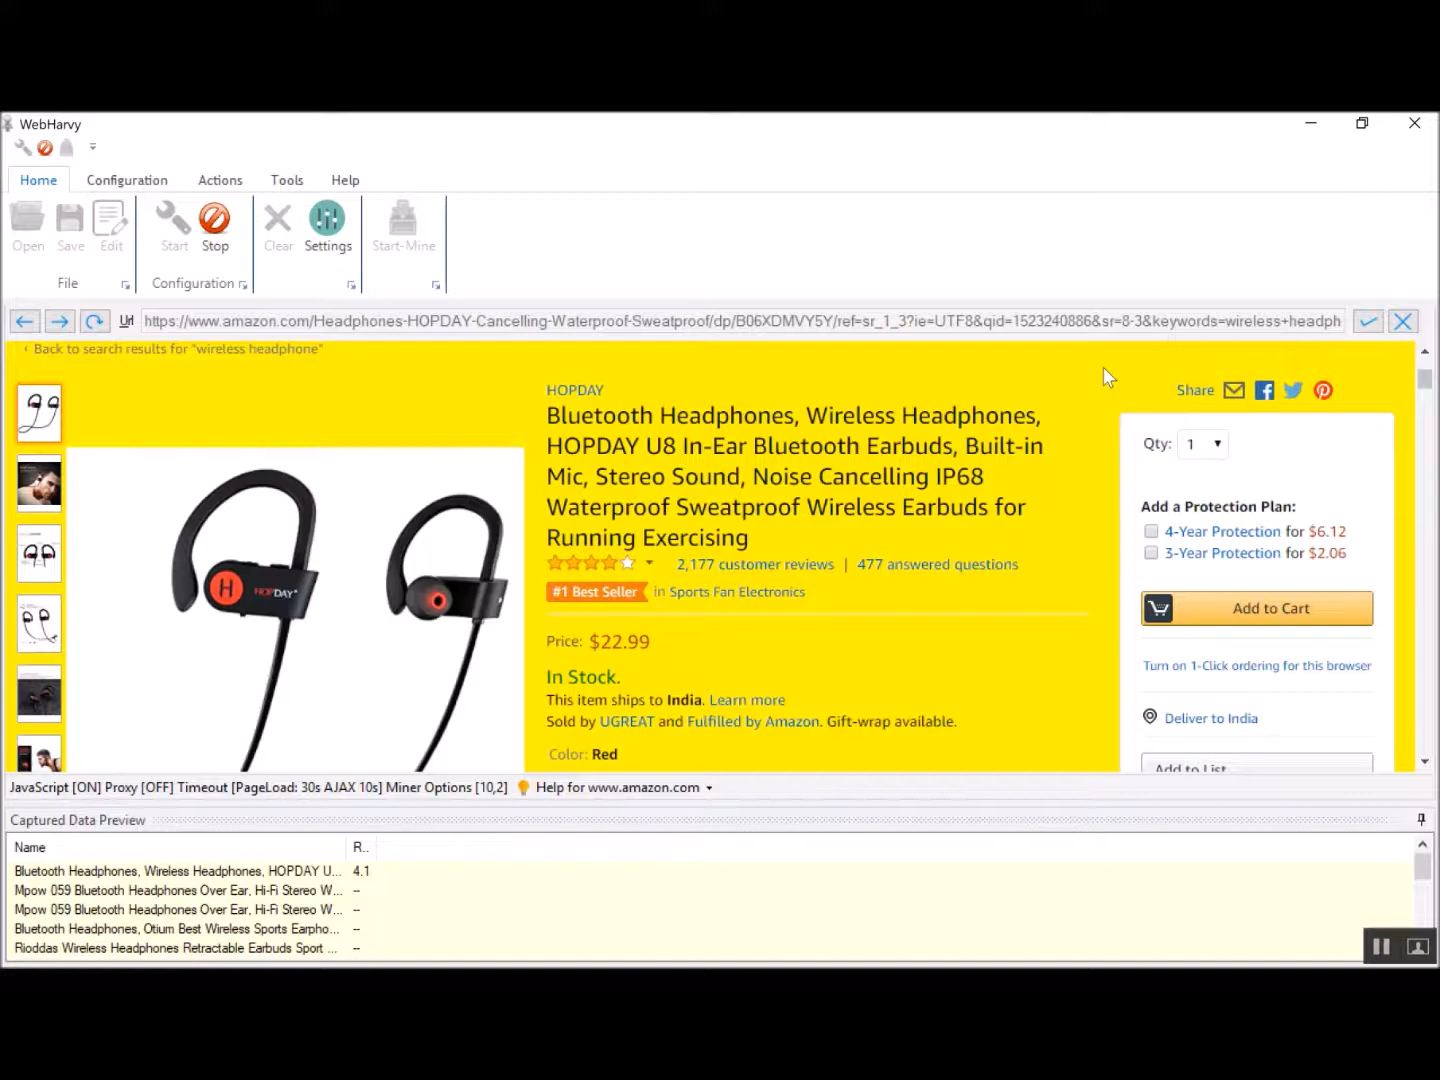 WebHarvy
Home Configuration Actions Tools Help
Open Save Edit Start Stop Clear Settings Start-Mine
File Configuration
Url https://www.amazon.com/Headphones-HOPDAY-Cancelling-Waterproof-Sweatproof/dp/B06XDMVY5Y/ref=sr_1_3?ie=UTF8&qid=1523240886&sr=8-3&keywords=wireless+headph
‹ Back to search results for "wireless headphone"
HOPDAY
Share
Bluetooth Headphones, Wireless Headphones,
HOPDAY U8 In-Ear Bluetooth Earbuds, Built-in
Mic, Stereo Sound, Noise Cancelling IP68
Waterproof Sweatproof Wireless Earbuds for
Running Exercising
2,177 customer reviews | 477 answered questions
#1 Best Seller in Sports Fan Electronics
Price: $22.99
In Stock.
This item ships to India. Learn more
Sold by UGREAT and Fulfilled by Amazon. Gift-wrap available.
Color: Red
H HOPDAY
Qty: 1
Add a Protection Plan:
4-Year Protection for $6.12
3-Year Protection for $2.06
Add to Cart
Turn on 1-Click ordering for this browser
Deliver to India
Add to List
JavaScript [ON] Proxy [OFF] Timeout [PageLoad: 30s AJAX 10s] Miner Options [10,2] Help for www.amazon.com
Captured Data Preview
Name R..
Bluetooth Headphones, Wireless Headphones, HOPDAY U... 4.1
Mpow 059 Bluetooth Headphones Over Ear, Hi-Fi Stereo W... --
Mpow 059 Bluetooth Headphones Over Ear, Hi-Fi Stereo W... --
Bluetooth Headphones, Otium Best Wireless Sports Earpho... --
Rioddas Wireless Headphones Retractable Earbuds Sport ... --